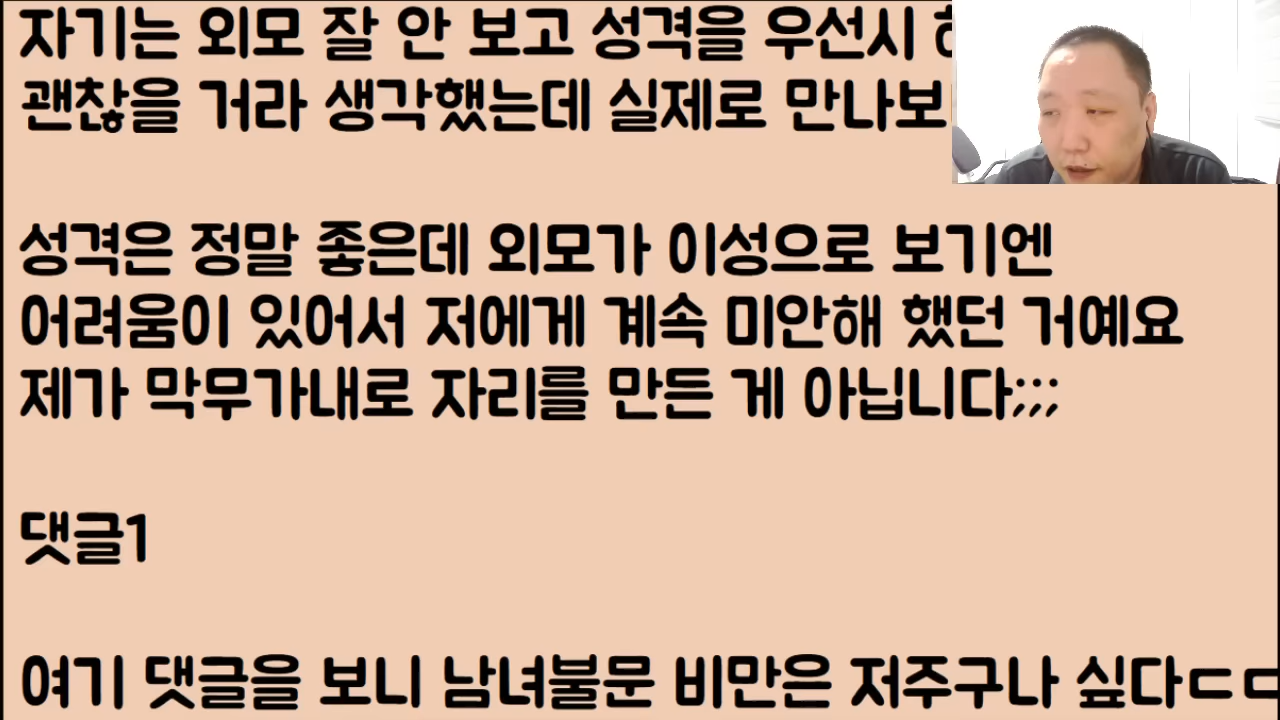 자기는 외모 잘 안 보고 성격을 우선시
괜찮을 거라 생각했는데 실제로 만나보
성격은 정말 좋은데 외모가 이성으로 보기엔
어려움이 있어서 저에게 계속 미안해 했던 거예요
제가 막무가내로 자리를 만든 게 아닙니다;;;
댓글1
여기 댓글을 보니 남녀불문 비만은 저주구나 싶다ㄷㄷ